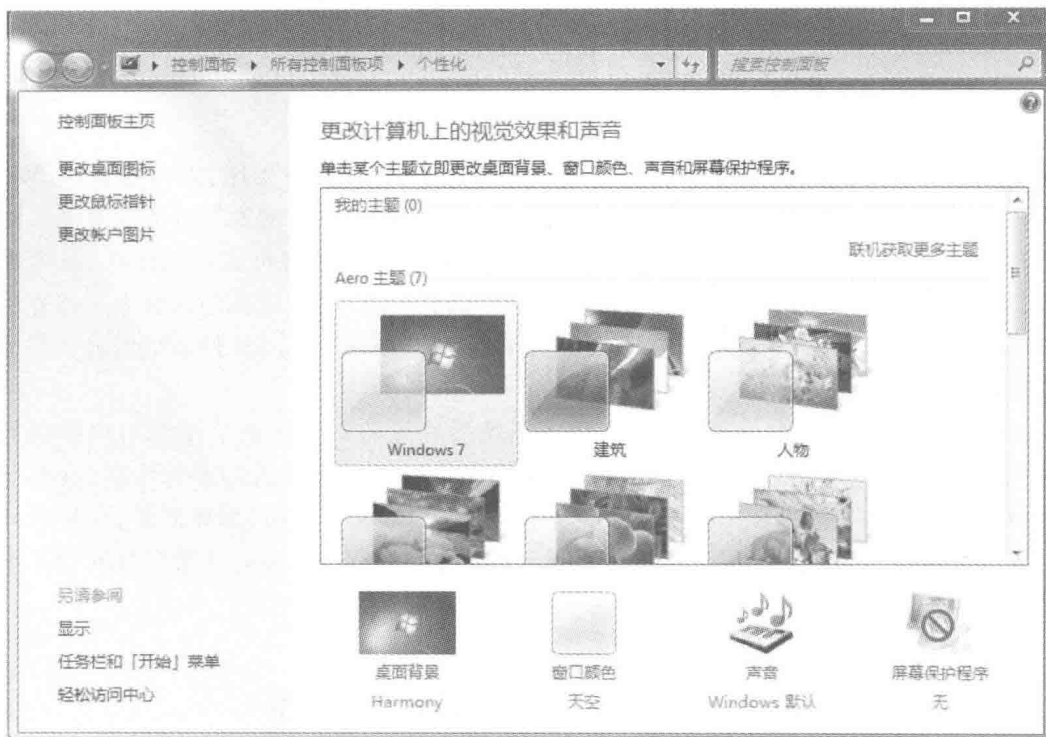 控制面板 ▸ 所有控制面板项 ▸ 个性化
搜索控制面板
控制面板主页
更改桌面图标
更改鼠标指针
更改帐户图片
另请参阅
显示
任务栏和「开始」菜单
轻松访问中心
更改计算机上的视觉效果和声音
单击某个主题立即更改桌面背景、窗口颜色、声音和屏幕保护程序。
我的主题 (0)
联机获取更多主题
Aero 主题 (7)
Windows 7
建筑
人物
桌面背景
Harmony
窗口颜色
天空
声音
Windows 默认
屏幕保护程序
无